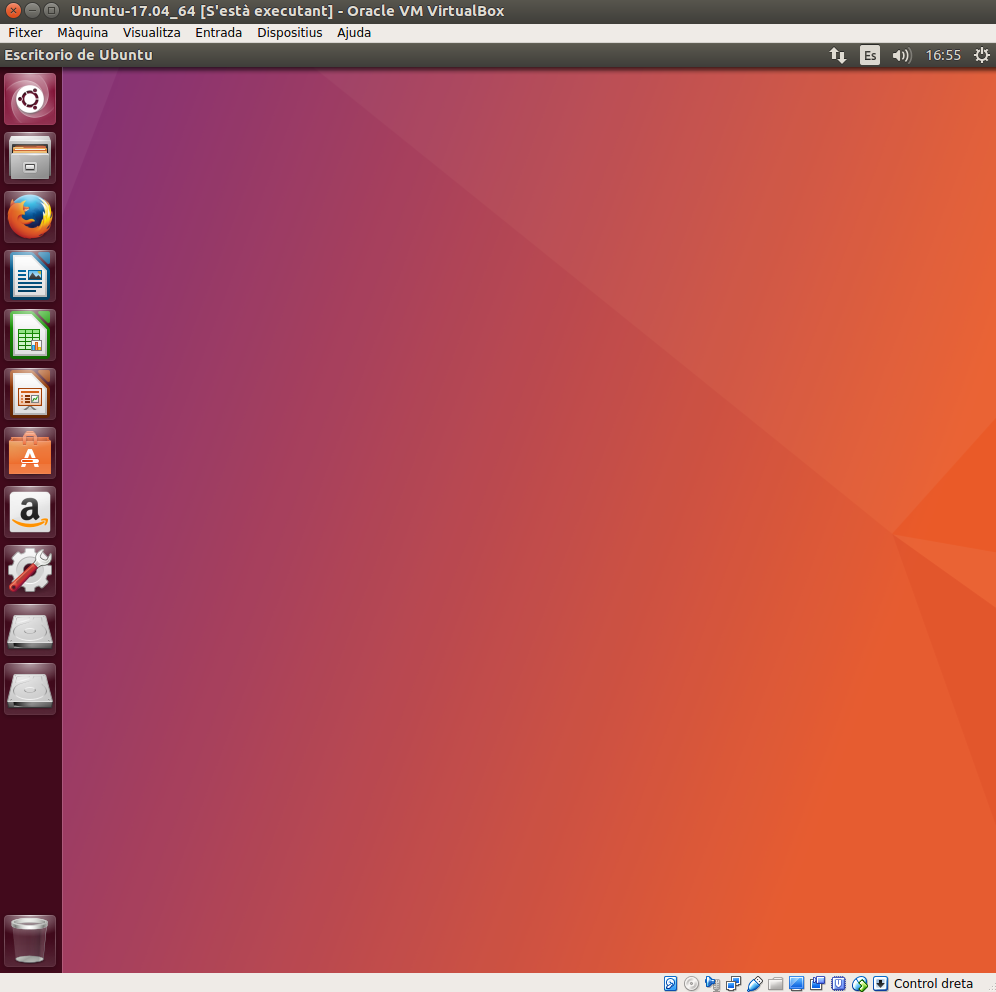 Ununtu-17.04_64 [S'està executant] - Oracle VM VirtualBox
Fitxer Màquina Visualitza Entrada Dispositius Ajuda
Escritorio de Ubuntu Es 16:55
A
a
Control dreta